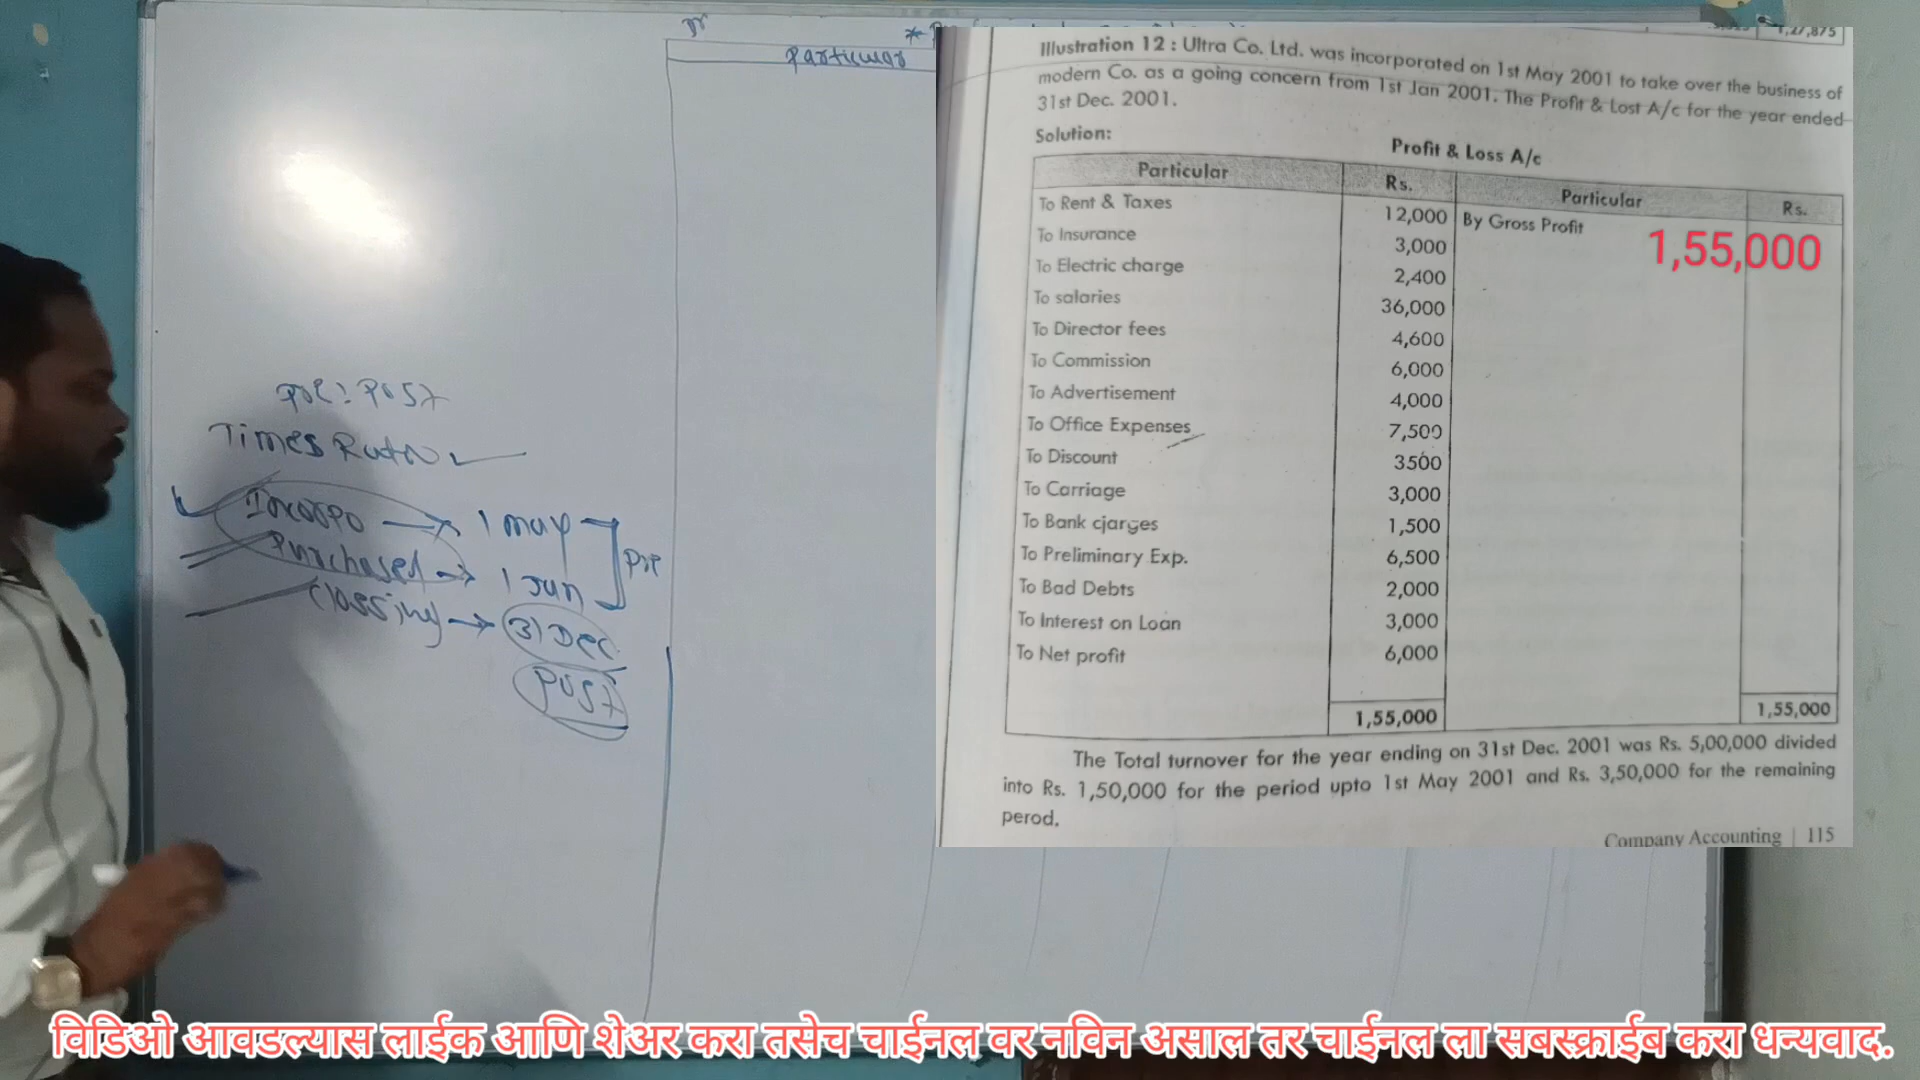 Dr
Particular
Pre : Post
Times Ratio
Incorpo → 1 may
Purchased → 1 Jan
Pre
Closing → 31 Dec
Post
1,27,875
Illustration 12 : Ultra Co. Ltd. was incorporated on 1st May 2001 to take over the business of
modern Co. as a going concern from 1st Jan 2001. The Profit & Lost A/c for the year ended
31st Dec. 2001.
Solution:
Profit & Loss A/c
Particular Rs. Particular Rs.
To Rent & Taxes 12,000 By Gross Profit 1,55,000
To Insurance 3,000
To Electric charge 2,400
To salaries 36,000
To Director fees 4,600
To Commission 6,000
To Advertisement 4,000
To Office Expenses 7,500
To Discount 3500
To Carriage 3,000
To Bank cjarges 1,500
To Preliminary Exp. 6,500
To Bad Debts 2,000
To Interest on Loan 3,000
To Net profit 6,000
1,55,000 1,55,000
The Total turnover for the year ending on 31st Dec. 2001 was Rs. 5,00,000 divided
into Rs. 1,50,000 for the period upto 1st May 2001 and Rs. 3,50,000 for the remaining
perod.
Company Accounting | 115
विडिओ आवडल्यास लाईक आणि शेअर करा तसेच चाईनल वर नविन असाल तर चाईनल ला सबस्क्राईब करा धन्यवाद.